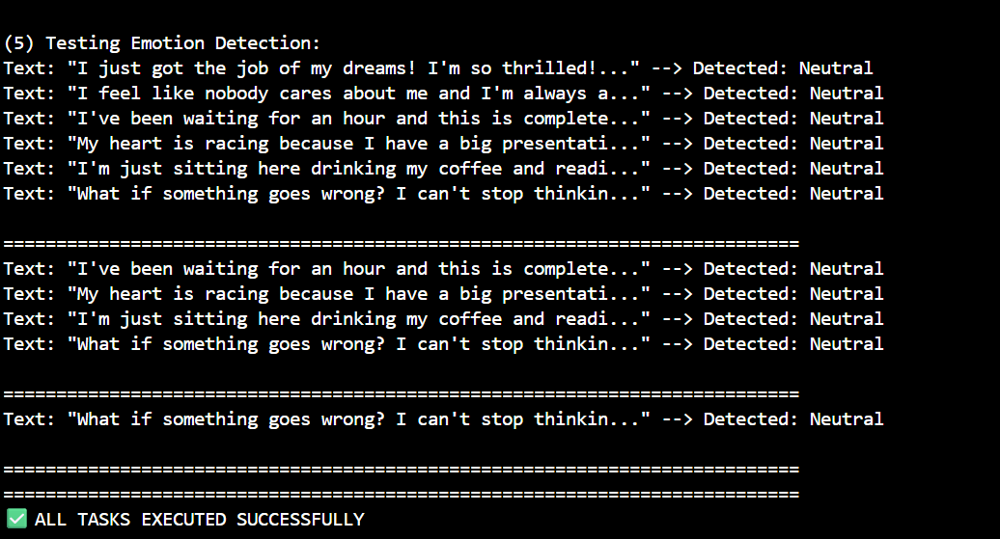 (5) Testing Emotion Detection:
Text: "I just got the job of my dreams! I'm so thrilled!..." --> Detected: Neutral
Text: "I feel like nobody cares about me and I'm always a..." --> Detected: Neutral
Text: "I've been waiting for an hour and this is complete..." --> Detected: Neutral
Text: "My heart is racing because I have a big presentati..." --> Detected: Neutral
Text: "I'm just sitting here drinking my coffee and readi..." --> Detected: Neutral
Text: "What if something goes wrong? I can't stop thinkin..." --> Detected: Neutral
===========================================================================
Text: "I've been waiting for an hour and this is complete..." --> Detected: Neutral
Text: "My heart is racing because I have a big presentati..." --> Detected: Neutral
Text: "I'm just sitting here drinking my coffee and readi..." --> Detected: Neutral
Text: "What if something goes wrong? I can't stop thinkin..." --> Detected: Neutral
===========================================================================
Text: "What if something goes wrong? I can't stop thinkin..." --> Detected: Neutral
===========================================================================
===========================================================================
✅ ALL TASKS EXECUTED SUCCESSFULLY